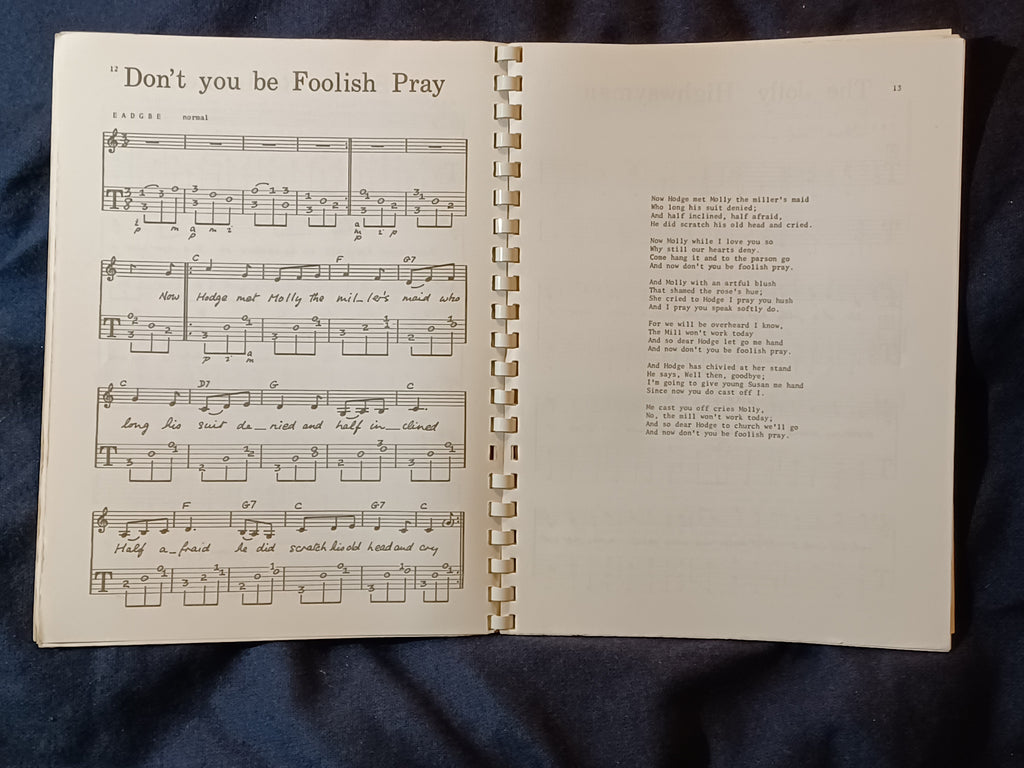 12
Don't you be Foolish Pray
E A D G B E normal
C F G7
Now Hodge met Molly the mil_ler's maid who
C D7 G C
long his suit de_nied and half in_clined
F G7 C G7 C
Half a_fraid he did scratch his old head and cry
13
Now Hodge met Molly the miller's maid
Who long his suit denied;
And half inclined, half afraid,
He did scratch his old head and cried.
Now Molly while I love you so
Why still our hearts deny.
Come hang it and to the parson go
And now don't you be foolish pray.
And Molly with an artful blush
That shamed the rose's hue;
She cried to Hodge I pray you hush
And I pray you speak softly do.
For we will be overheard I know,
The Mill won't work today
And so dear Hodge let go me hand
And now don't you be foolish pray.
And Hodge has chivied at her stand
He says, Well then, goodbye;
I'm going to give young Susan me hand
Since now you do cast off I.
Me cast you off cries Molly,
No, the mill won't work today;
And so dear Hodge to church we'll go
And now don't you be foolish pray.